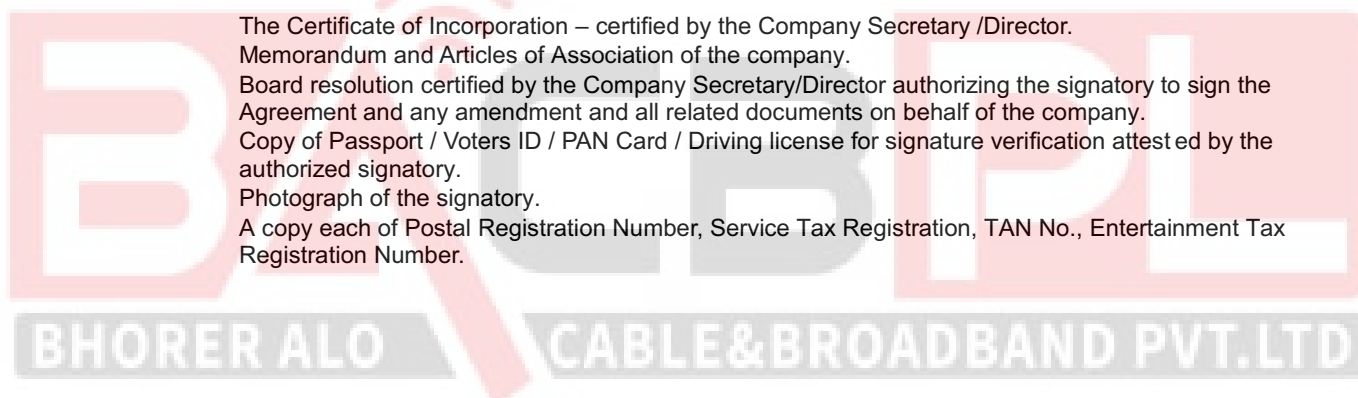 The Certificate of Incorporation – certified by the Company Secretary /Director.
Memorandum and Articles of Association of the company.
Board resolution certified by the Company Secretary/Director authorizing the signatory to sign the
Agreement and any amendment and all related documents on behalf of the company.
Copy of Passport / Voters ID / PAN Card / Driving license for signature verification attested by the
authorized signatory.
Photograph of the signatory.
A copy each of Postal Registration Number, Service Tax Registration, TAN No., Entertainment Tax
Registration Number.
BACBPL
BHORER ALO CABLE&BROADBAND PVT.LTD